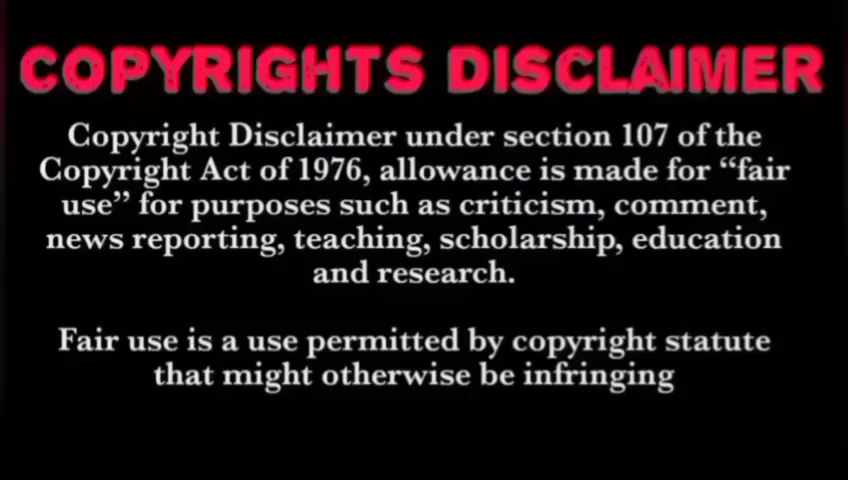 COPYRIGHTS DISCLAIMER
Copyright Disclaimer under section 107 of the
Copyright Act of 1976, allowance is made for “fair
use” for purposes such as criticism, comment,
news reporting, teaching, scholarship, education
and research.
Fair use is a use permitted by copyright statute
that might otherwise be infringing